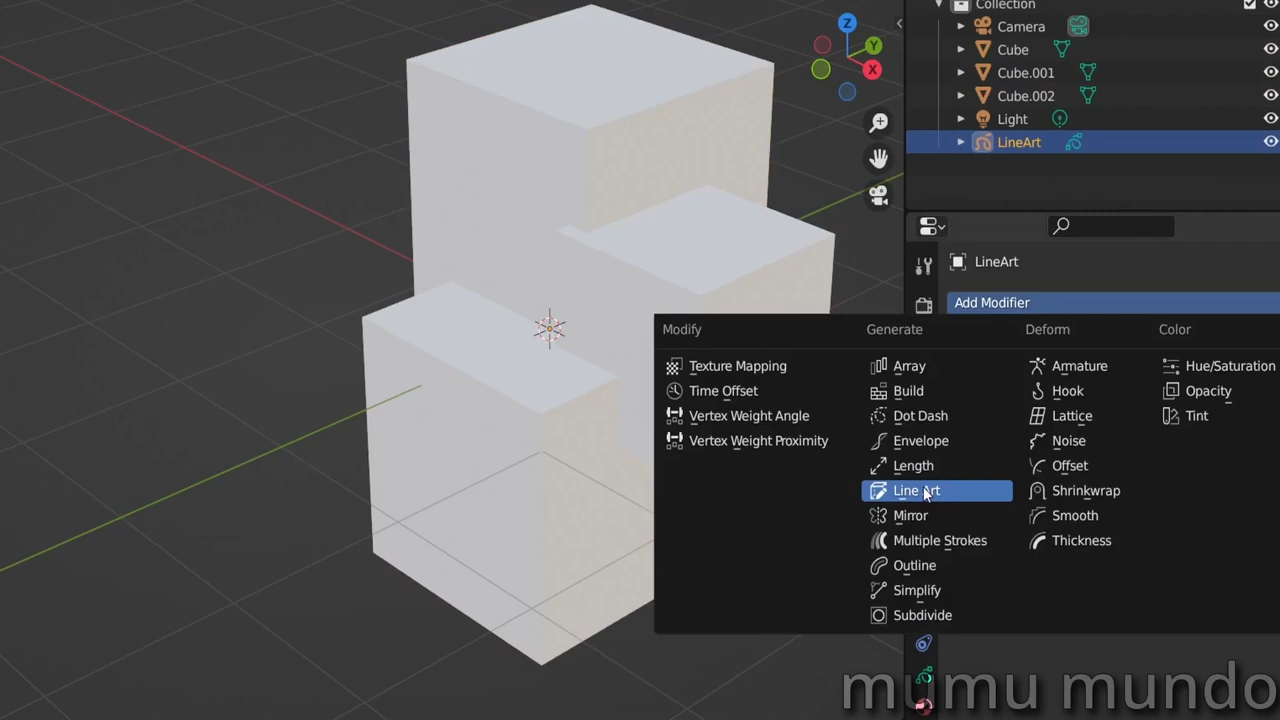 Collection
Camera
Cube
Cube.001
Cube.002
Light
LineArt
Z
Y
X
LineArt
Add Modifier
Modify
Texture Mapping
Time Offset
Vertex Weight Angle
Vertex Weight Proximity
Generate
Array
Build
Dot Dash
Envelope
Length
Line Art
Mirror
Multiple Strokes
Outline
Simplify
Subdivide
Deform
Armature
Hook
Lattice
Noise
Offset
Shrinkwrap
Smooth
Thickness
Color
Hue/Saturation
Opacity
Tint
mumu mundo